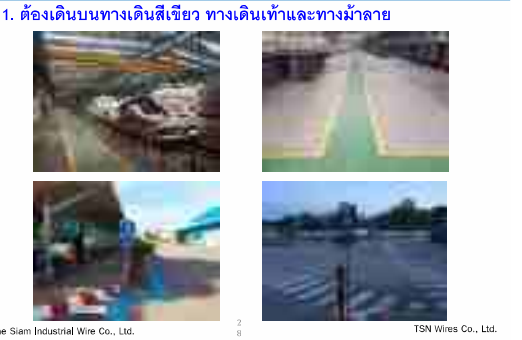 1. ต้องเดินบนทางเดินสีเขียว ทางเดินเท้าและทางม้าลาย
Siam Industrial Wire Co., Ltd.
2
8
TSN Wires Co., Ltd.